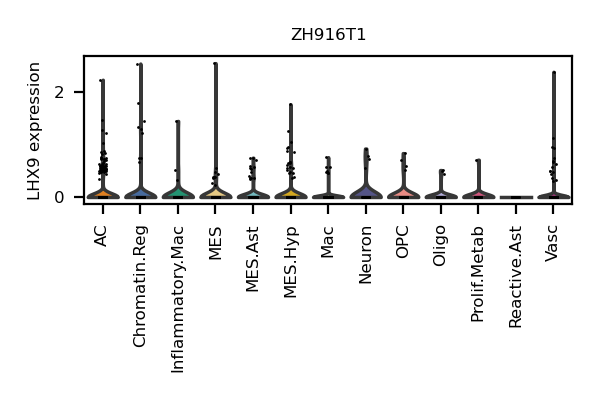 ZH916T1
LHX9 expression
2
0
AC
Chromatin.Reg
Inflammatory.Mac
MES
MES.Ast
MES.Hyp
Mac
Neuron
OPC
Oligo
Prolif.Metab
Reactive.Ast
Vasc